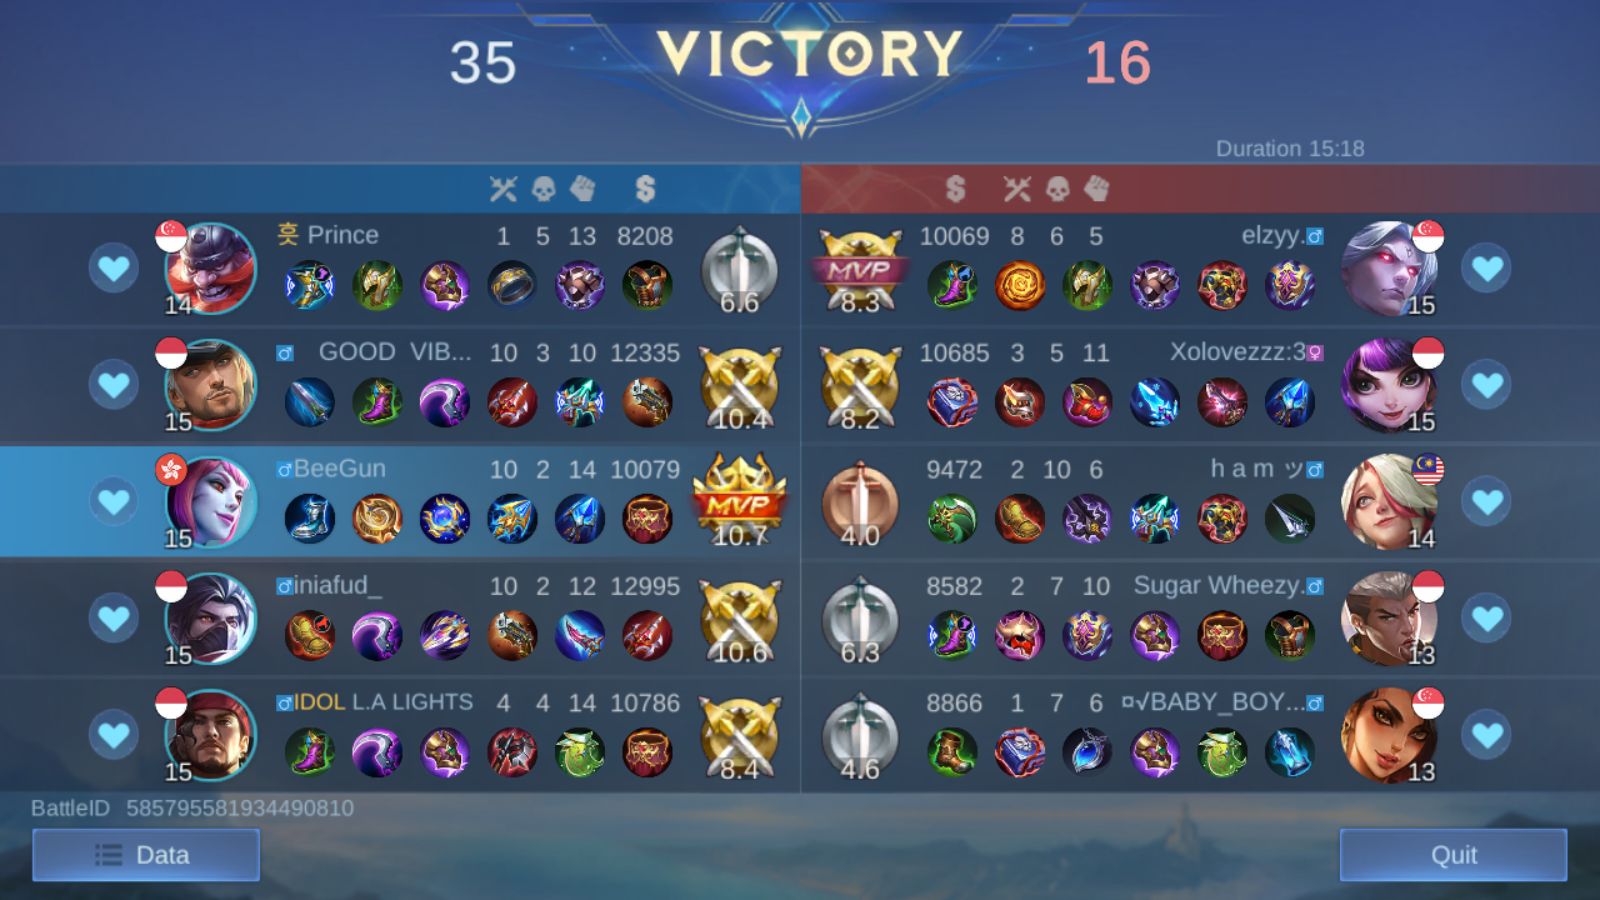 35 VICTORY 16
Duration 15:18
훗 Prince 1 5 13 8208 6.6
14
MVP 8.3 10069 8 6 5 elzyy.
15
GOOD VIB... 10 3 10 12335 10.4
15
8.2 10685 3 5 11 Xolovezzz:3
15
BeeGun 10 2 14 10079 MVP 10.7
15
4.0 9472 2 10 6 h a m ツ
14
iniafud_ 10 2 12 12995 10.6
15
6.3 8582 2 7 10 Sugar Wheezy.
13
IDOL L.A LIGHTS 4 4 14 10786 8.4
15
4.6 8866 1 7 6 ¤√BABY_BOY...
13
BattleID 585795581934490810
Data
Quit